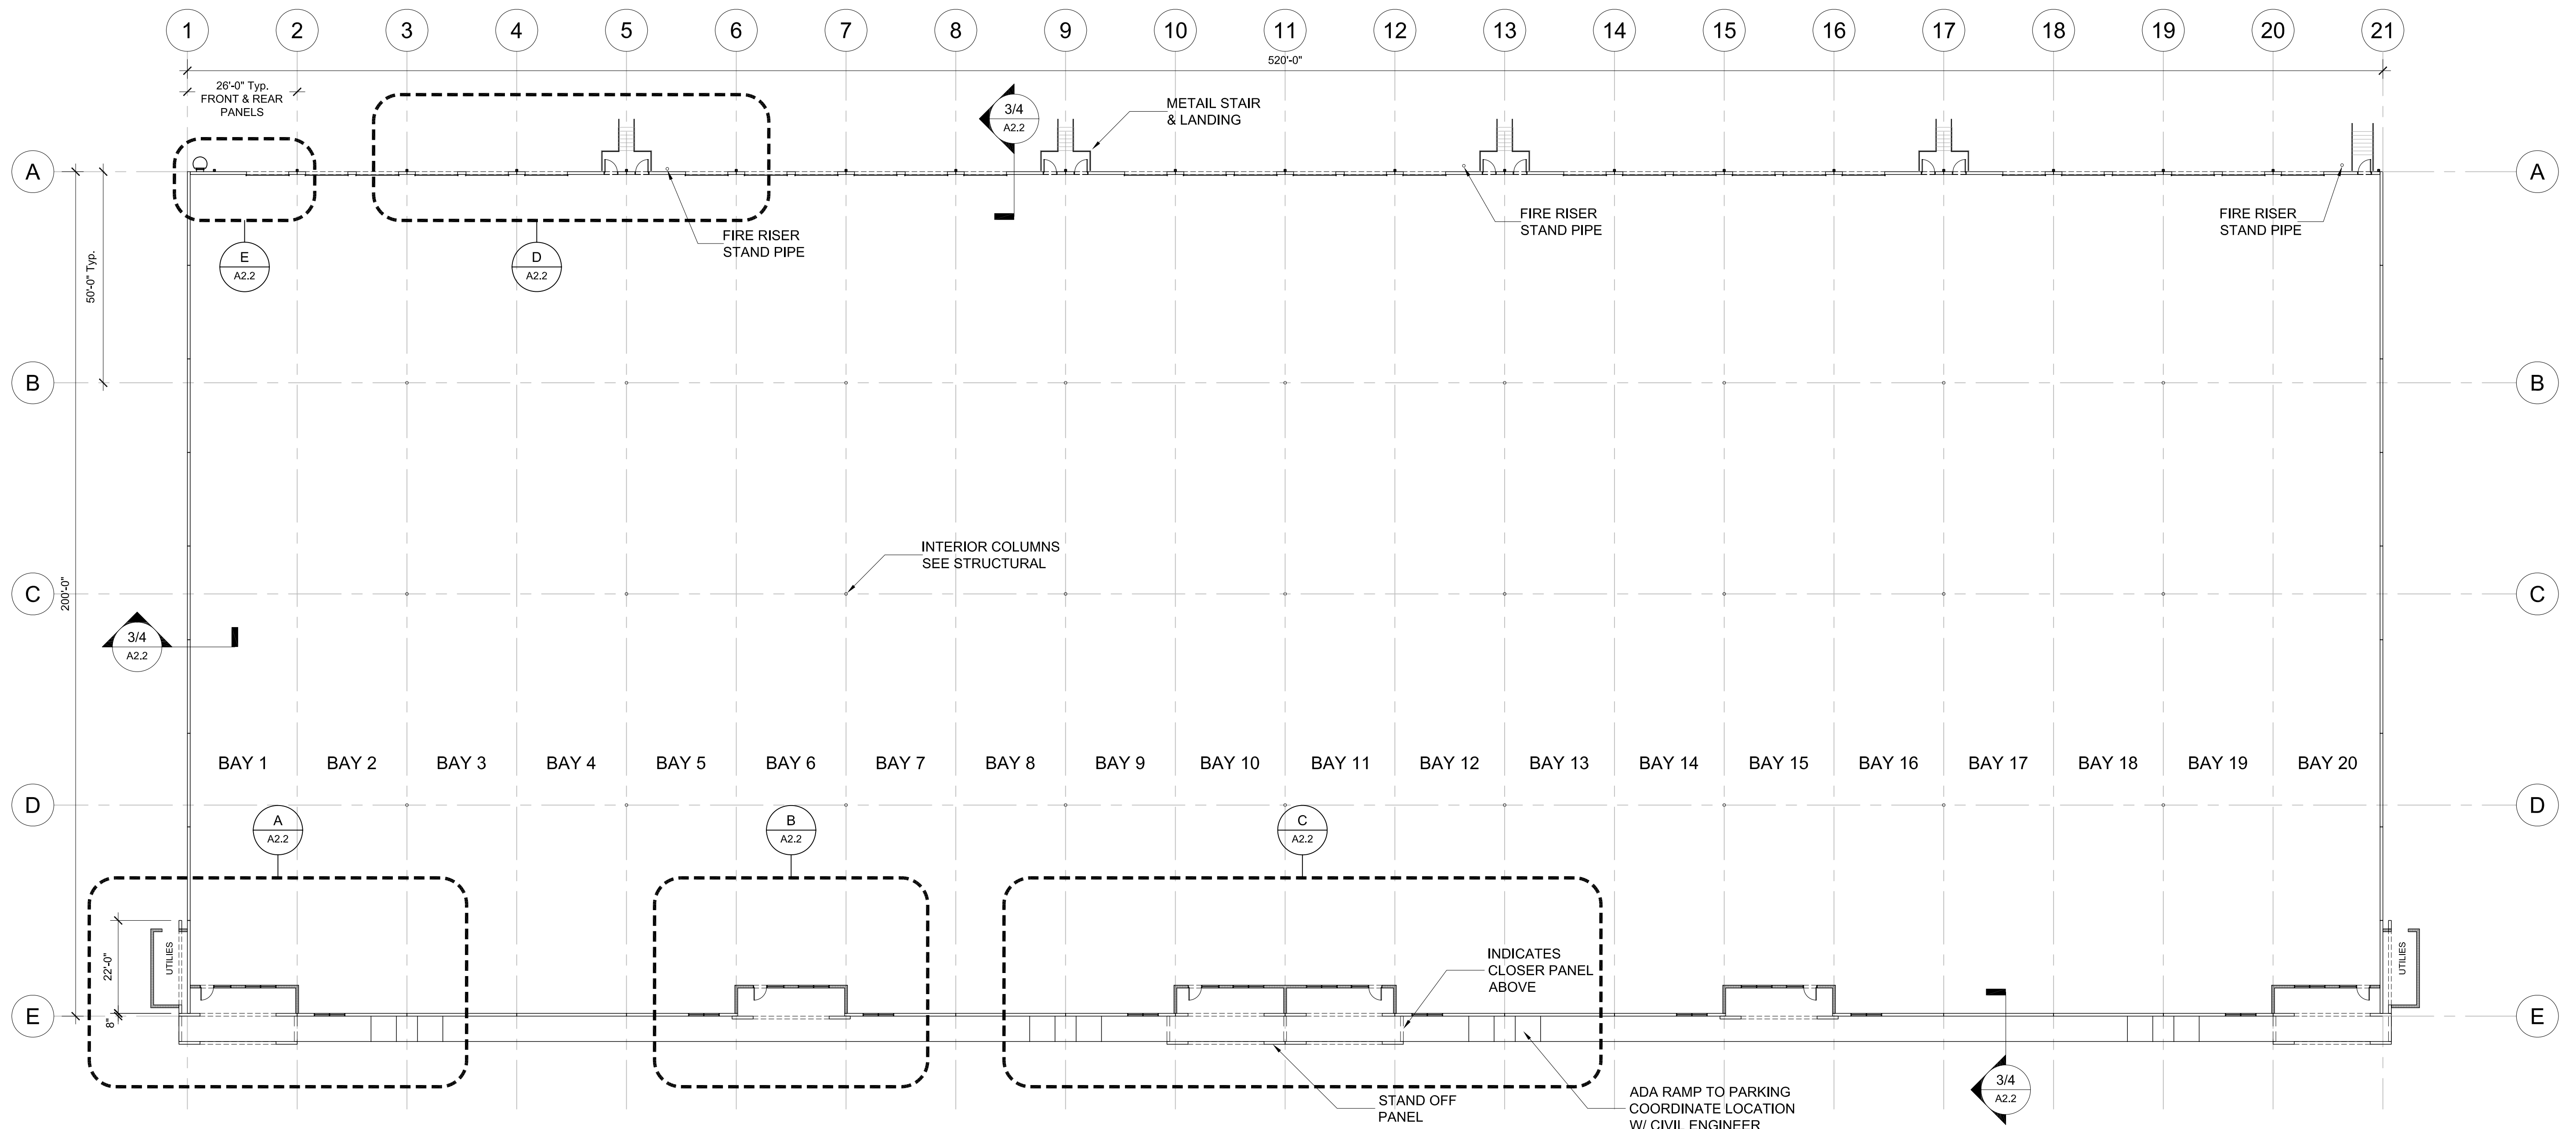 1 2 3 4 5 6 7 8 9 10 11 12 13 14 15 16 17 18 19 20 21
520'-0"
26'-0" Typ.
FRONT & REAR
PANELS
3/4
A2.2
METAIL STAIR
& LANDING
A
A
FIRE RISER
STAND PIPE
FIRE RISER
STAND PIPE
FIRE RISER
STAND PIPE
E
A2.2
D
A2.2
50'-0" Typ.
B
B
INTERIOR COLUMNS
SEE STRUCTURAL
C
C
200'-0"
3/4
A2.2
BAY 1 BAY 2 BAY 3 BAY 4 BAY 5 BAY 6 BAY 7 BAY 8 BAY 9 BAY 10 BAY 11 BAY 12 BAY 13 BAY 14 BAY 15 BAY 16 BAY 17 BAY 18 BAY 19 BAY 20
D
D
A
A2.2
B
A2.2
C
A2.2
22'-0"
UTILIES
UTILIES
INDICATES
CLOSER PANEL
ABOVE
E
E
8"
3/4
A2.2
STAND OFF
PANEL
ADA RAMP TO PARKING
COORDINATE LOCATION
W/ CIVIL ENGINEER